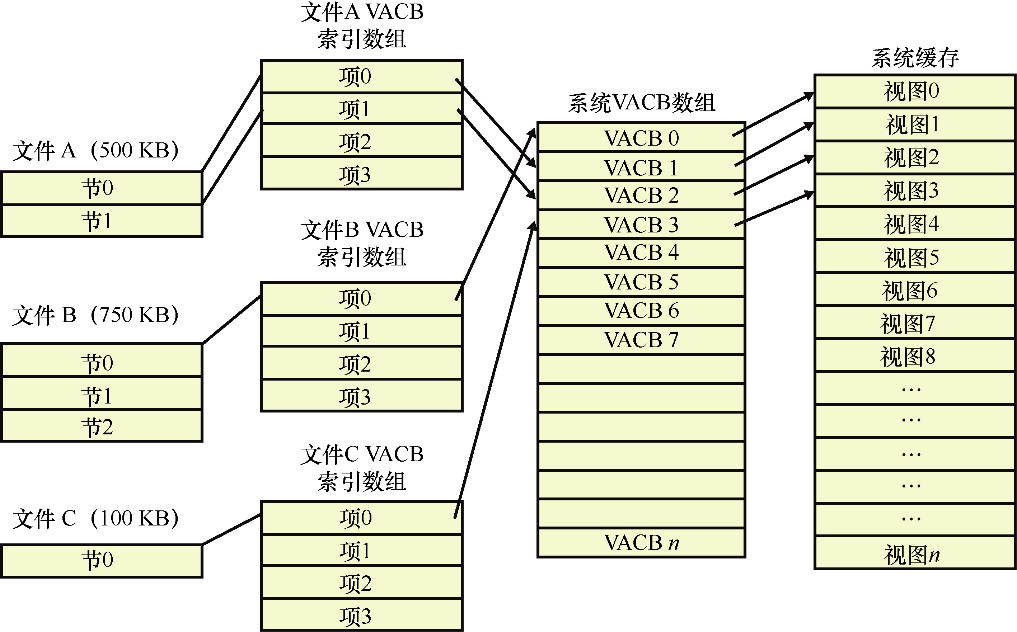 文件A VACB
索引数组
项0
项1
项2
项3
文件 A（500 KB）
节0
节1
文件B VACB
索引数组
项0
项1
项2
项3
文件 B（750 KB）
节0
节1
节2
文件C VACB
索引数组
项0
项1
项2
项3
文件 C（100 KB）
节0
系统VACB数组
VACB 0
VACB 1
VACB 2
VACB 3
VACB 4
VACB 5
VACB 6
VACB 7
VACB n
系统缓存
视图0
视图1
视图2
视图3
视图4
视图5
视图6
视图7
视图8
…
…
…
…
…
视图n